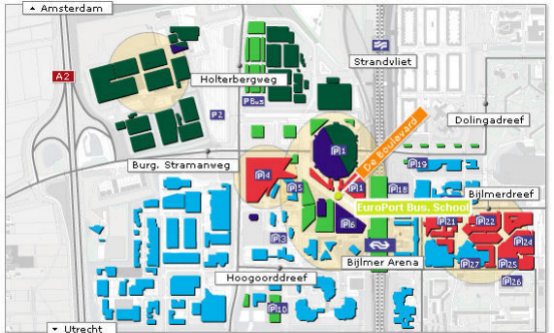 Amsterdam
A2
Holterbergweg
Strandvliet
P Bus
P2
Dolingadreef
P1
De Boulevard
Burg. Stramanweg
P19
P4
P5
P1
P18
Bijlmerdreef
EuroPort Bus. School
P6
P21
P22
P3
P24
Bijlmer Arena
P27
P25
Hoogoorddreef
P26
P10
Utrecht